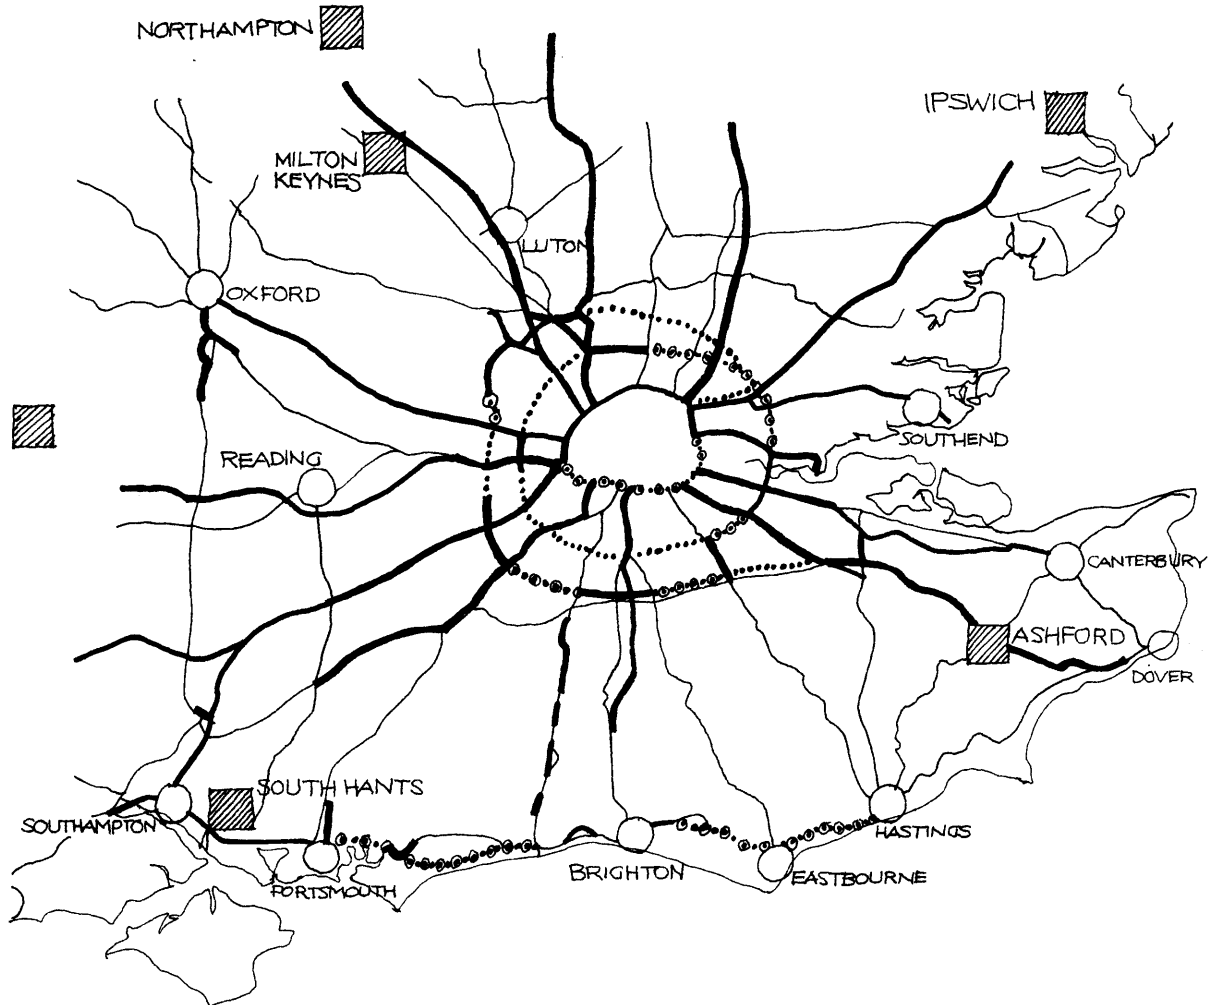 NORTHAMPTON
IPSWICH
MILTON
KEYNES
LUTON
OXFORD
SOUTHEND
READING
CANTERBURY
ASHFORD
DOVER
SOUTH HANTS
SOUTHAMPTON
HASTINGS
BRIGHTON
EASTBOURNE
PORTSMOUTH